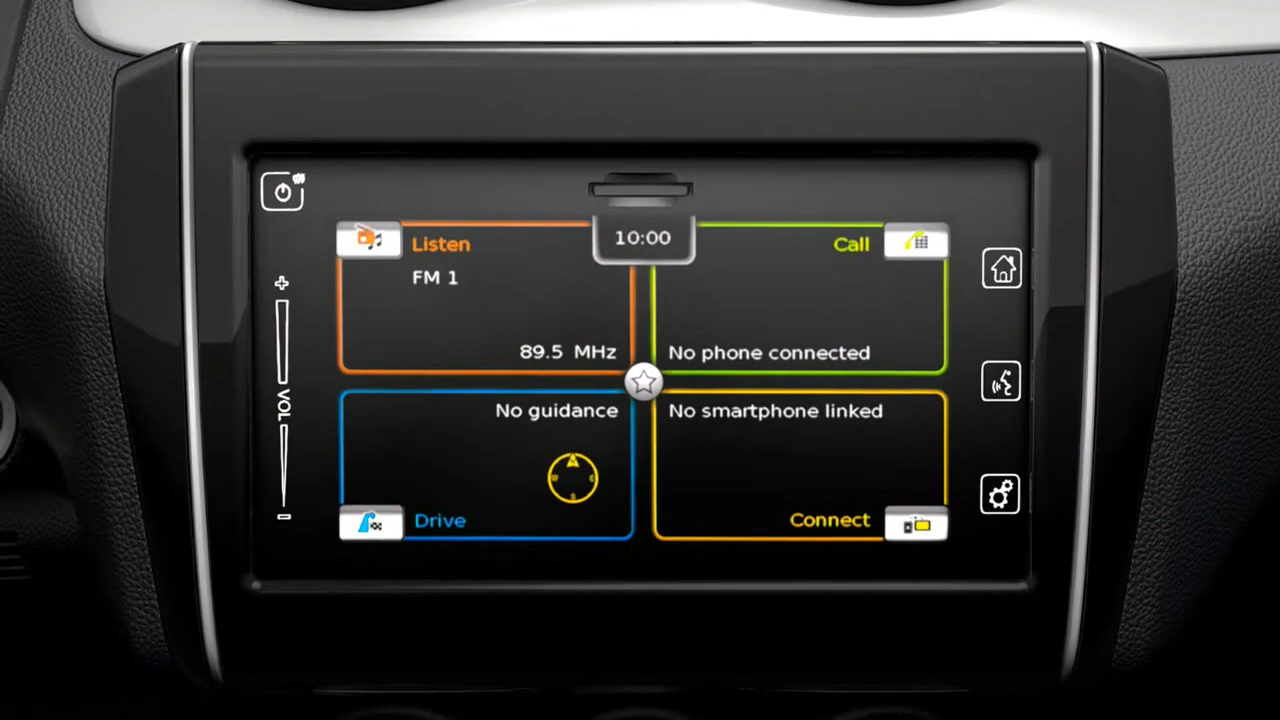 10:00
Listen
Call
FM 1
89.5 MHz
No phone connected
VOL
No guidance
No smartphone linked
Drive
Connect